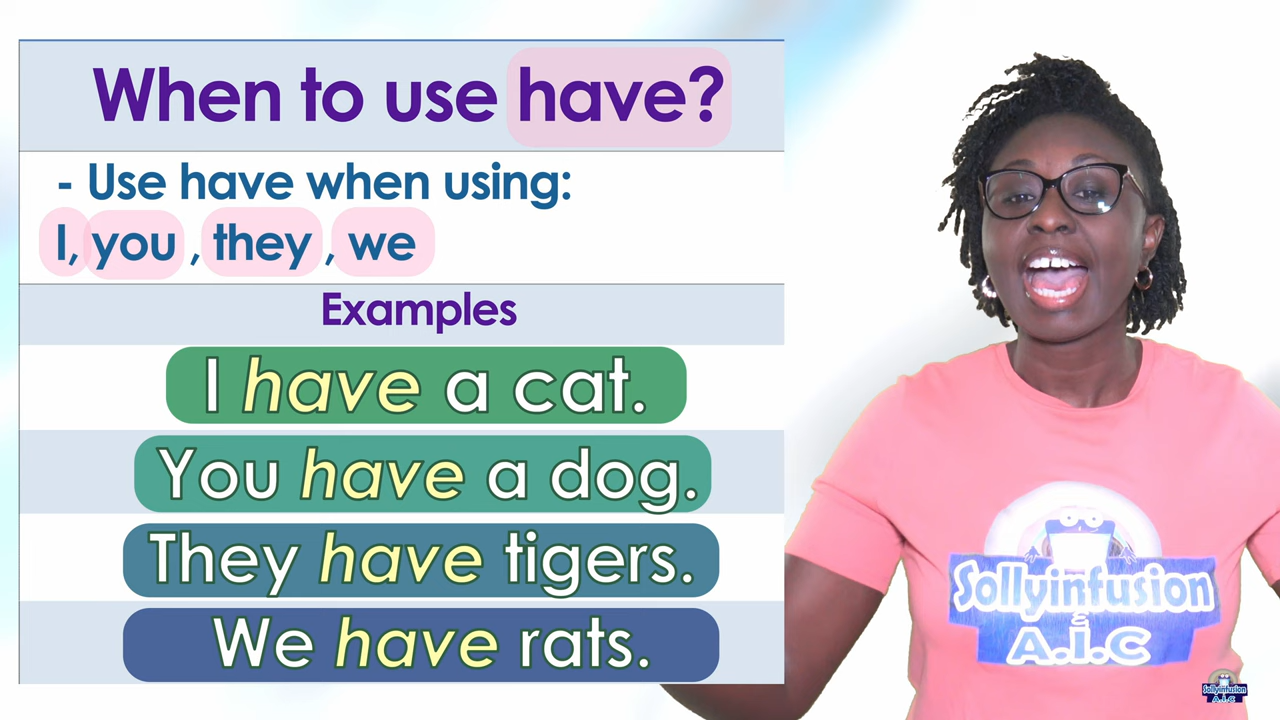 When to use have?
- Use have when using:
I, you , they , we
Examples
I have a cat.
You have a dog.
They have tigers.
We have rats.
Sollyinfusion
A.i.C
Sollyinfusion
A.i.C